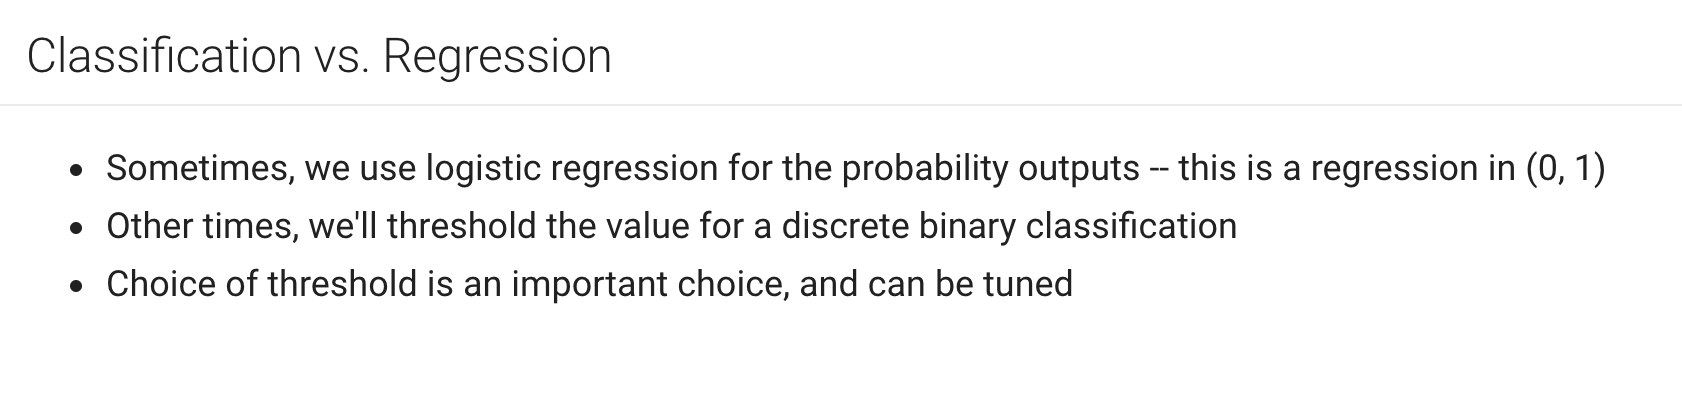 Classification vs. Regression
• Sometimes, we use logistic regression for the probability outputs -- this is a regression in (0, 1)
• Other times, we'll threshold the value for a discrete binary classification
• Choice of threshold is an important choice, and can be tuned